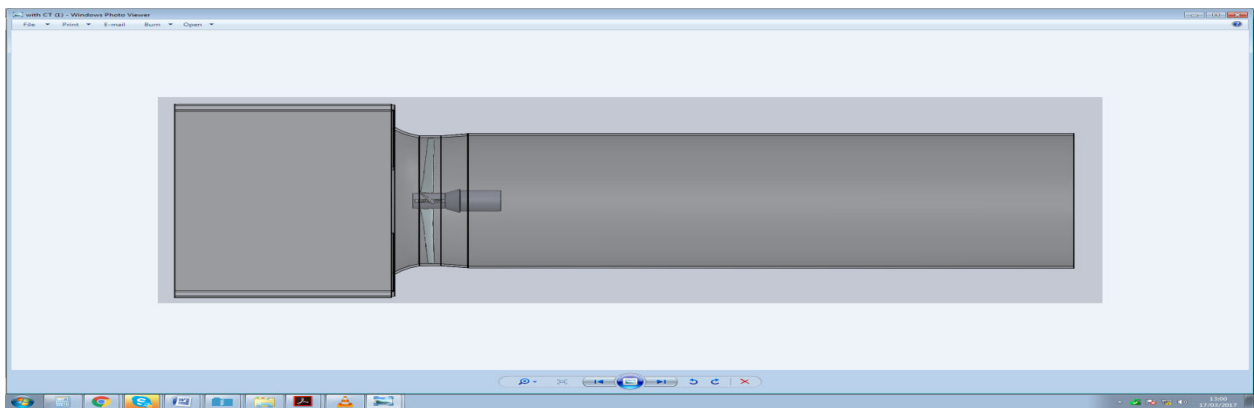 with CT (1) - Windows Photo Viewer
File Print E-mail Burn Open
13:00
17/03/2017